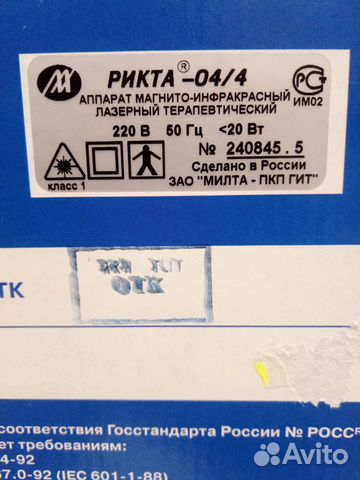 РИКТА®-04/4
АППАРАТ МАГНИТО-ИНФРАКРАСНЫЙ
ЛАЗЕРНЫЙ ТЕРАПЕВТИЧЕСКИЙ
ИМ02
220 В 50 Гц <20 Вт
№ 240845.5
Сделано в России
класс 1
ЗАО "МИЛТА - ПКП ГИТ"
ТК
ПКП ГИТ
ОТК
соответствия Госстандарта России № РОСС
ет требованиям:
4-92
67.0-92 (IEC 601-1-88)
Avito